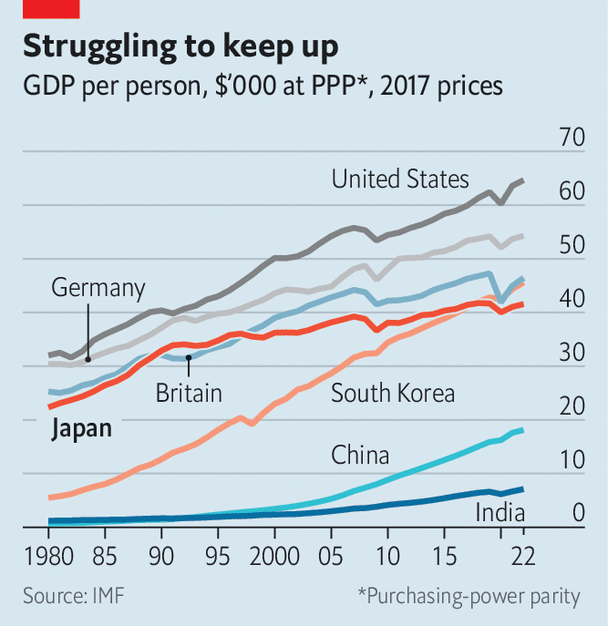 Struggling to keep up
GDP per person, $’000 at PPP*, 2017 prices
70
United States
60
50
Germany
40
30
Britain
South Korea
Japan
20
China
10
India
0
1980 85 90 95 2000 05 10 15 22
Source: IMF
*Purchasing-power parity